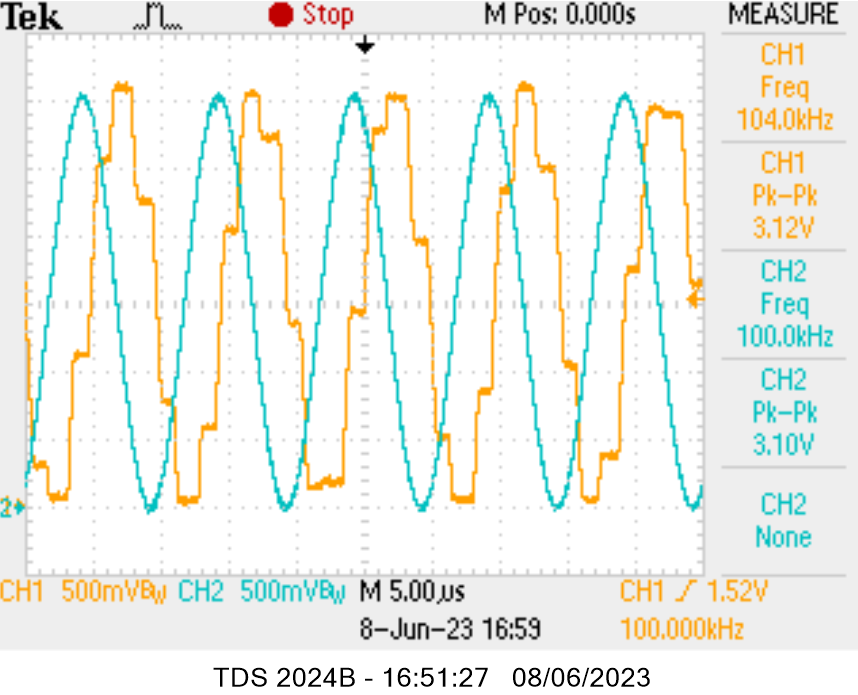 Tek Stop M Pos: 0.000s MEASURE
CH1
Freq
104.0kHz
CH1
Pk-Pk
3.12V
CH2
Freq
100.0kHz
CH2
Pk-Pk
3.10V
CH2
None
2
CH1 500mVBw CH2 500mVBw M 5.00µs CH1 1.52V
8-Jun-23 16:59 100.000kHz
TDS 2024B - 16:51:27 08/06/2023